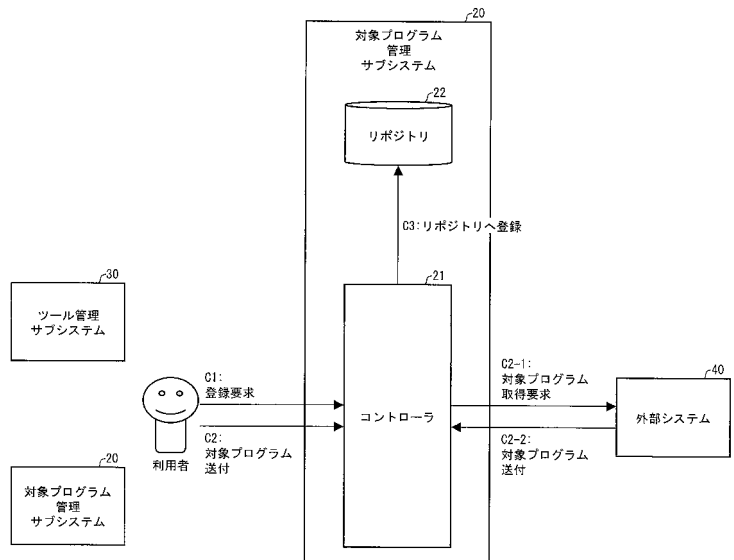 20
対象プログラム
管理
サブシステム
22
リポジトリ
C3:リポジトリへ登録
30
ツール管理
サブシステム
21
コントローラ
C1:
登録要求
C2:
対象プログラム
送付
利用者
C2-1:
対象プログラム
取得要求
C2-2:
対象プログラム
送付
40
外部システム
20
対象プログラム
管理
サブシステム